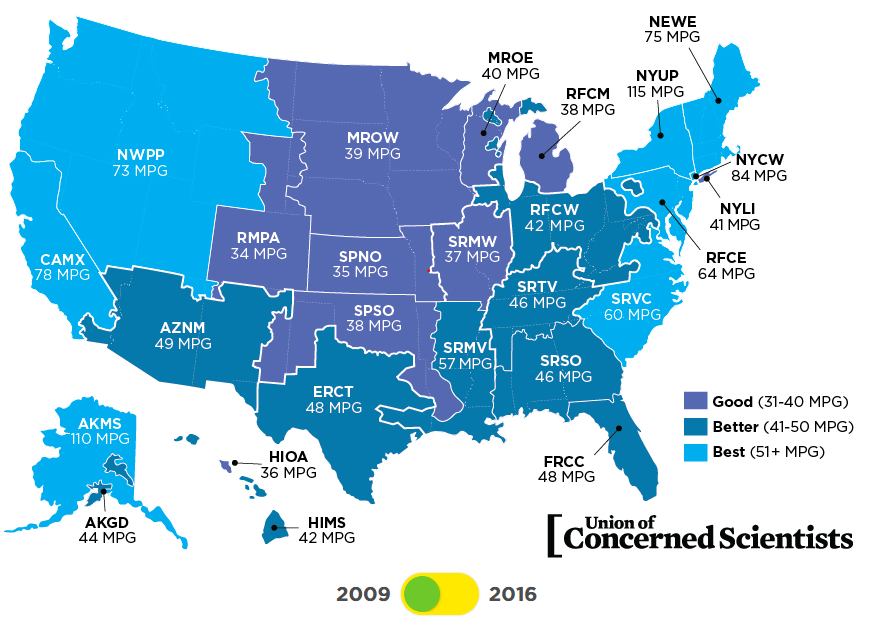 NEWE
75 MPG
MROE
40 MPG
NYUP
115 MPG
RFCM
38 MPG
MROW
39 MPG
NWPP
73 MPG
NYCW
84 MPG
NYLI
41 MPG
RFCW
42 MPG
RMPA
34 MPG
SRMW
37 MPG
SPNO
35 MPG
RFCE
64 MPG
CAMX
78 MPG
SRTV
46 MPG
SRVC
60 MPG
SPSO
38 MPG
AZNM
49 MPG
SRMV
57 MPG
SRSO
46 MPG
ERCT
48 MPG
Good (31-40 MPG)
Better (41-50 MPG)
Best (51+ MPG)
AKMS
110 MPG
HIOA
36 MPG
FRCC
48 MPG
AKGD
44 MPG
HIMS
42 MPG
Union of
Concerned Scientists
2009 2016